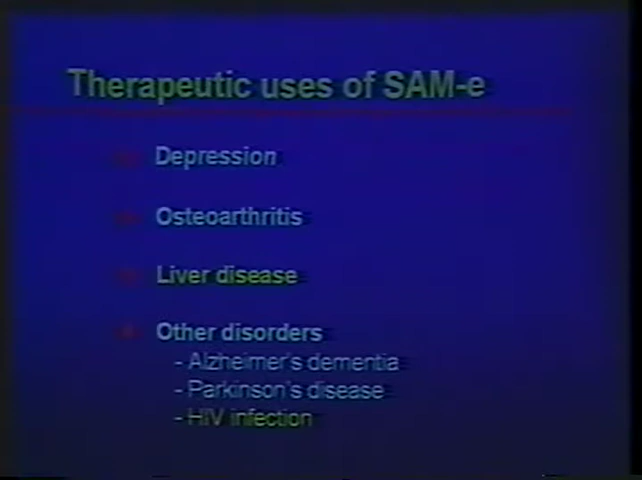 Therapeutic uses of SAM-e
Depression
Osteoarthritis
Liver disease
Other disorders
- Alzheimer's dementia
- Parkinson's disease
- HIV infection